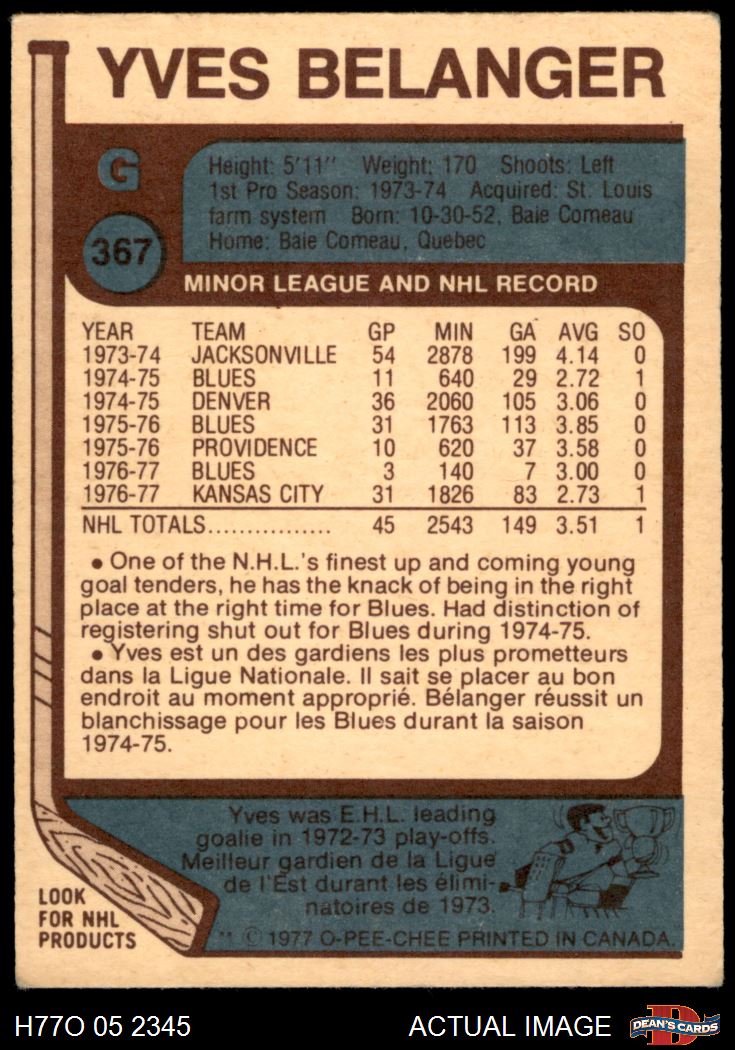 YVES BELANGER
G
367
Height: 5'11" Weight: 170 Shoots: Left
1st Pro Season: 1973-74 Acquired: St. Louis
farm system Born: 10-30-52, Baie Comeau
Home: Baie Comeau, Quebec
MINOR LEAGUE AND NHL RECORD
YEAR TEAM GP MIN GA AVG SO
1973-74 JACKSONVILLE 54 2878 199 4.14 0
1974-75 BLUES 11 640 29 2.72 1
1974-75 DENVER 36 2060 105 3.06 0
1975-76 BLUES 31 1763 113 3.85 0
1975-76 PROVIDENCE 10 620 37 3.58 0
1976-77 BLUES 3 140 7 3.00 0
1976-77 KANSAS CITY 31 1826 83 2.73 1
NHL TOTALS................ 45 2543 149 3.51 1
• One of the N.H.L.'s finest up and coming young
goal tenders, he has the knack of being in the right
place at the right time for Blues. Had distinction of
registering shut out for Blues during 1974-75.
• Yves est un des gardiens les plus prometteurs
dans la Ligue Nationale. Il sait se placer au bon
endroit au moment approprié. Bélanger réussit un
blanchissage pour les Blues durant la saison
1974-75.
Yves was E.H.L. leading
goalie in 1972-73 play-offs.
Meilleur gardien de la Ligue
de l'Est durant les élimi-
natoires de 1973.
LOOK
FOR NHL
PRODUCTS
** © 1977 O-PEE-CHEE PRINTED IN CANADA.
H77O 05 2345 ACTUAL IMAGE
D
DEAN'S CARDS